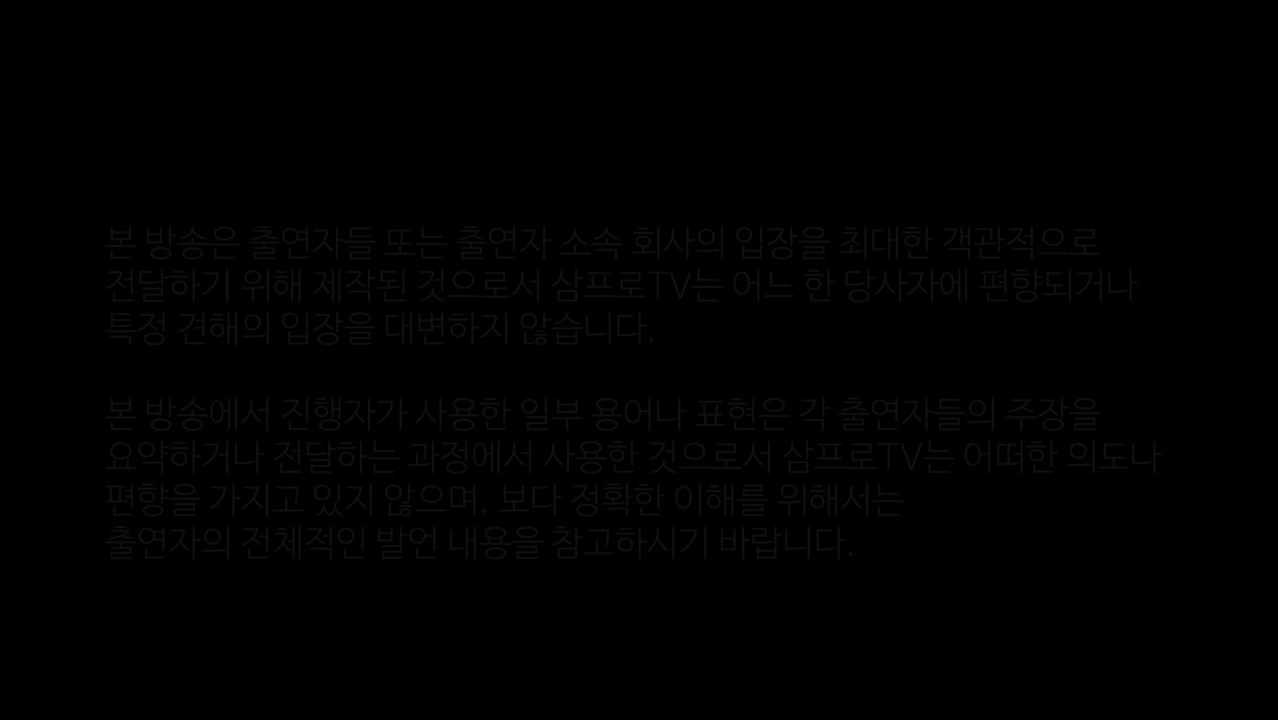 본 방송은 출연자들 또는 출연자 소속 회사의 입장을 최대한 객관적으로
전달하기 위해 제작된 것으로서 삼프로TV는 어느 한 당사자에 편향되거나
특정 견해의 입장을 대변하지 않습니다.
본 방송에서 진행자가 사용한 일부 용어나 표현은 각 출연자들의 주장을
요약하거나 전달하는 과정에서 사용한 것으로서 삼프로TV는 어떠한 의도나
편향을 가지고 있지 않으며, 보다 정확한 이해를 위해서는
출연자의 전체적인 발언 내용을 참고하시기 바랍니다.